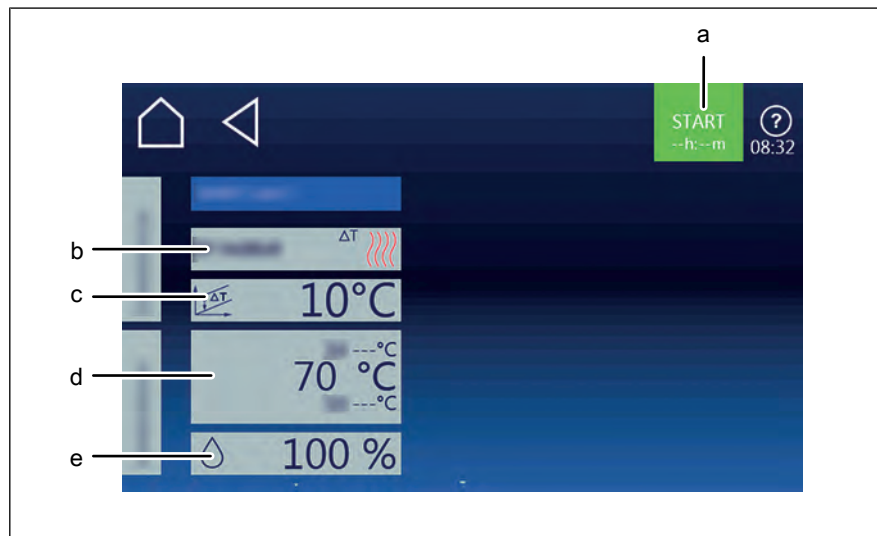 a
START
--h:--m
?
08:32
b
ΔT
c
ΔT
10°C
d
---°C
70 °C
---°C
e
100 %